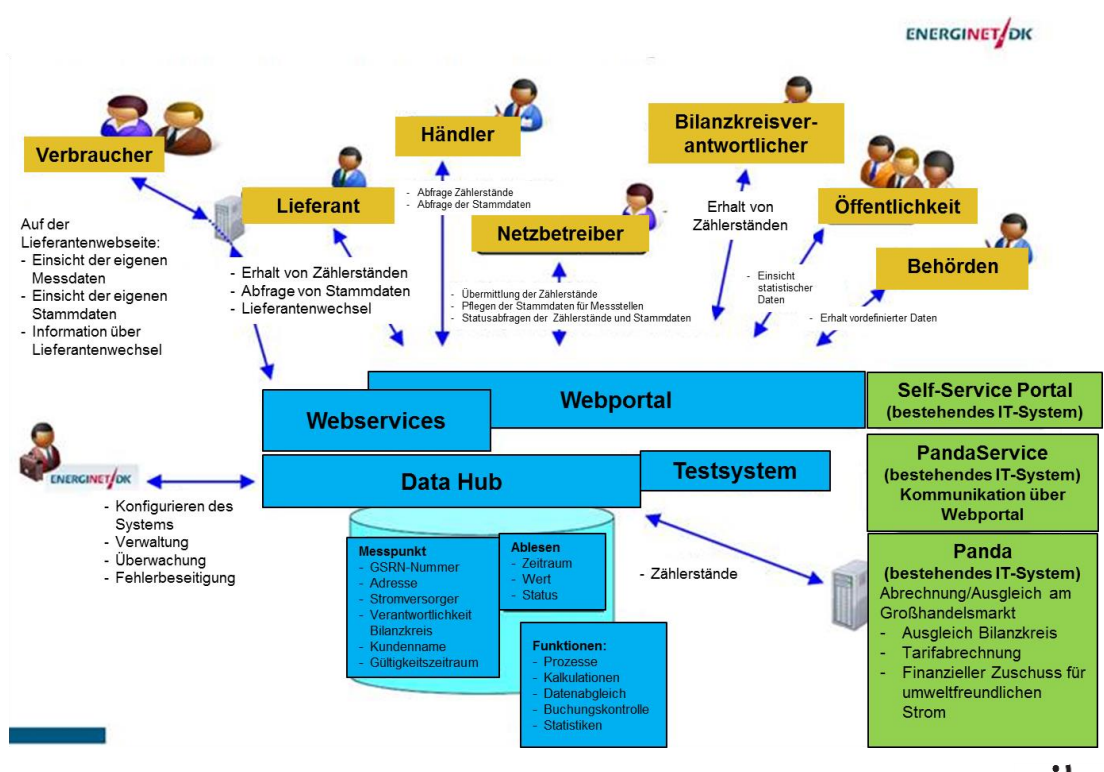 ENERGINET/DK
Verbraucher
Auf der
Lieferantenwebseite:
- Einsicht der eigenen
Messdaten
- Einsicht der eigenen
Stammdaten
- Information über
Lieferantenwechsel
Lieferant
- Erhalt von Zählerständen
- Abfrage von Stammdaten
- Lieferantenwechsel
Händler
- Abfrage Zählerstände
- Abfrage der Stammdaten
Netzbetreiber
- Übermittlung der Zählerstände
- Pflegen der Stammdaten für Messstellen
- Statusabfragen der Zählerstände und Stammdaten
Bilanzkreisver-
antwortlicher
Erhalt von
Zählerständen
Öffentlichkeit
- Einsicht
statistischer
Daten
Behörden
- Erhalt vordefinierter Daten
Webportal
Webservices
Self-Service Portal
(bestehendes IT-System)
ENERGINET/DK
- Konfigurieren des
Systems
- Verwaltung
- Überwachung
- Fehlerbeseitigung
Data Hub
Testsystem
PandaService
(bestehendes IT-System)
Kommunikation über
Webportal
Messpunkt
- GSRN-Nummer
- Adresse
- Stromversorger
- Verantwortlichkeit
Bilanzkreis
- Kundenname
- Gültigkeitszeitraum
Ablesen
- Zeitraum
- Wert
- Status
Funktionen:
- Prozesse
- Kalkulationen
- Datenabgleich
- Buchungskontrolle
- Statistiken
- Zählerstände
Panda
(bestehendes IT-System)
Abrechnung/Ausgleich am
Großhandelsmarkt
- Ausgleich Bilanzkreis
- Tarifabrechnung
- Finanzieller Zuschuss für
umweltfreundlichen
Strom